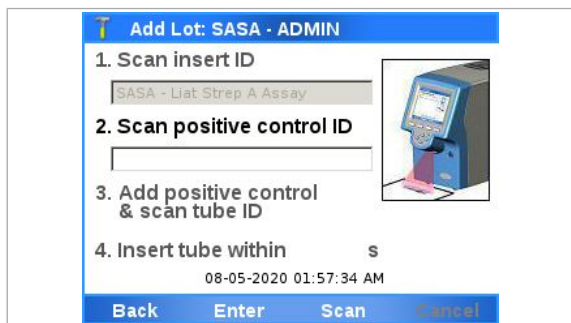 Add Lot: SASA - ADMIN
1. Scan insert ID
SASA - Liat Strep A Assay
2. Scan positive control ID
3. Add positive control
& scan tube ID
4. Insert tube within s
08-05-2020 01:57:34 AM
Back Enter Scan Cancel